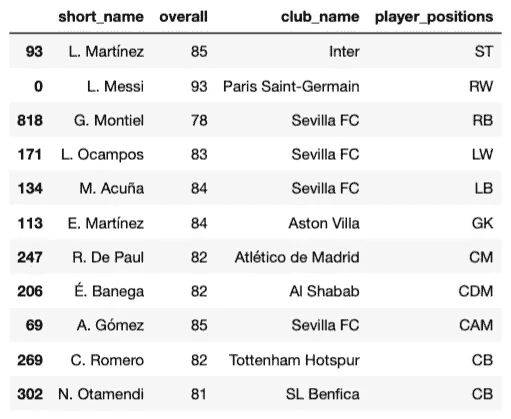 short_name overall club_name player_positions
93 L. Martínez 85 Inter ST
0 L. Messi 93 Paris Saint-Germain RW
818 G. Montiel 78 Sevilla FC RB
171 L. Ocampos 83 Sevilla FC LW
134 M. Acuña 84 Sevilla FC LB
113 E. Martínez 84 Aston Villa GK
247 R. De Paul 82 Atlético de Madrid CM
206 É. Banega 82 Al Shabab CDM
69 A. Gómez 85 Sevilla FC CAM
269 C. Romero 82 Tottenham Hotspur CB
302 N. Otamendi 81 SL Benfica CB